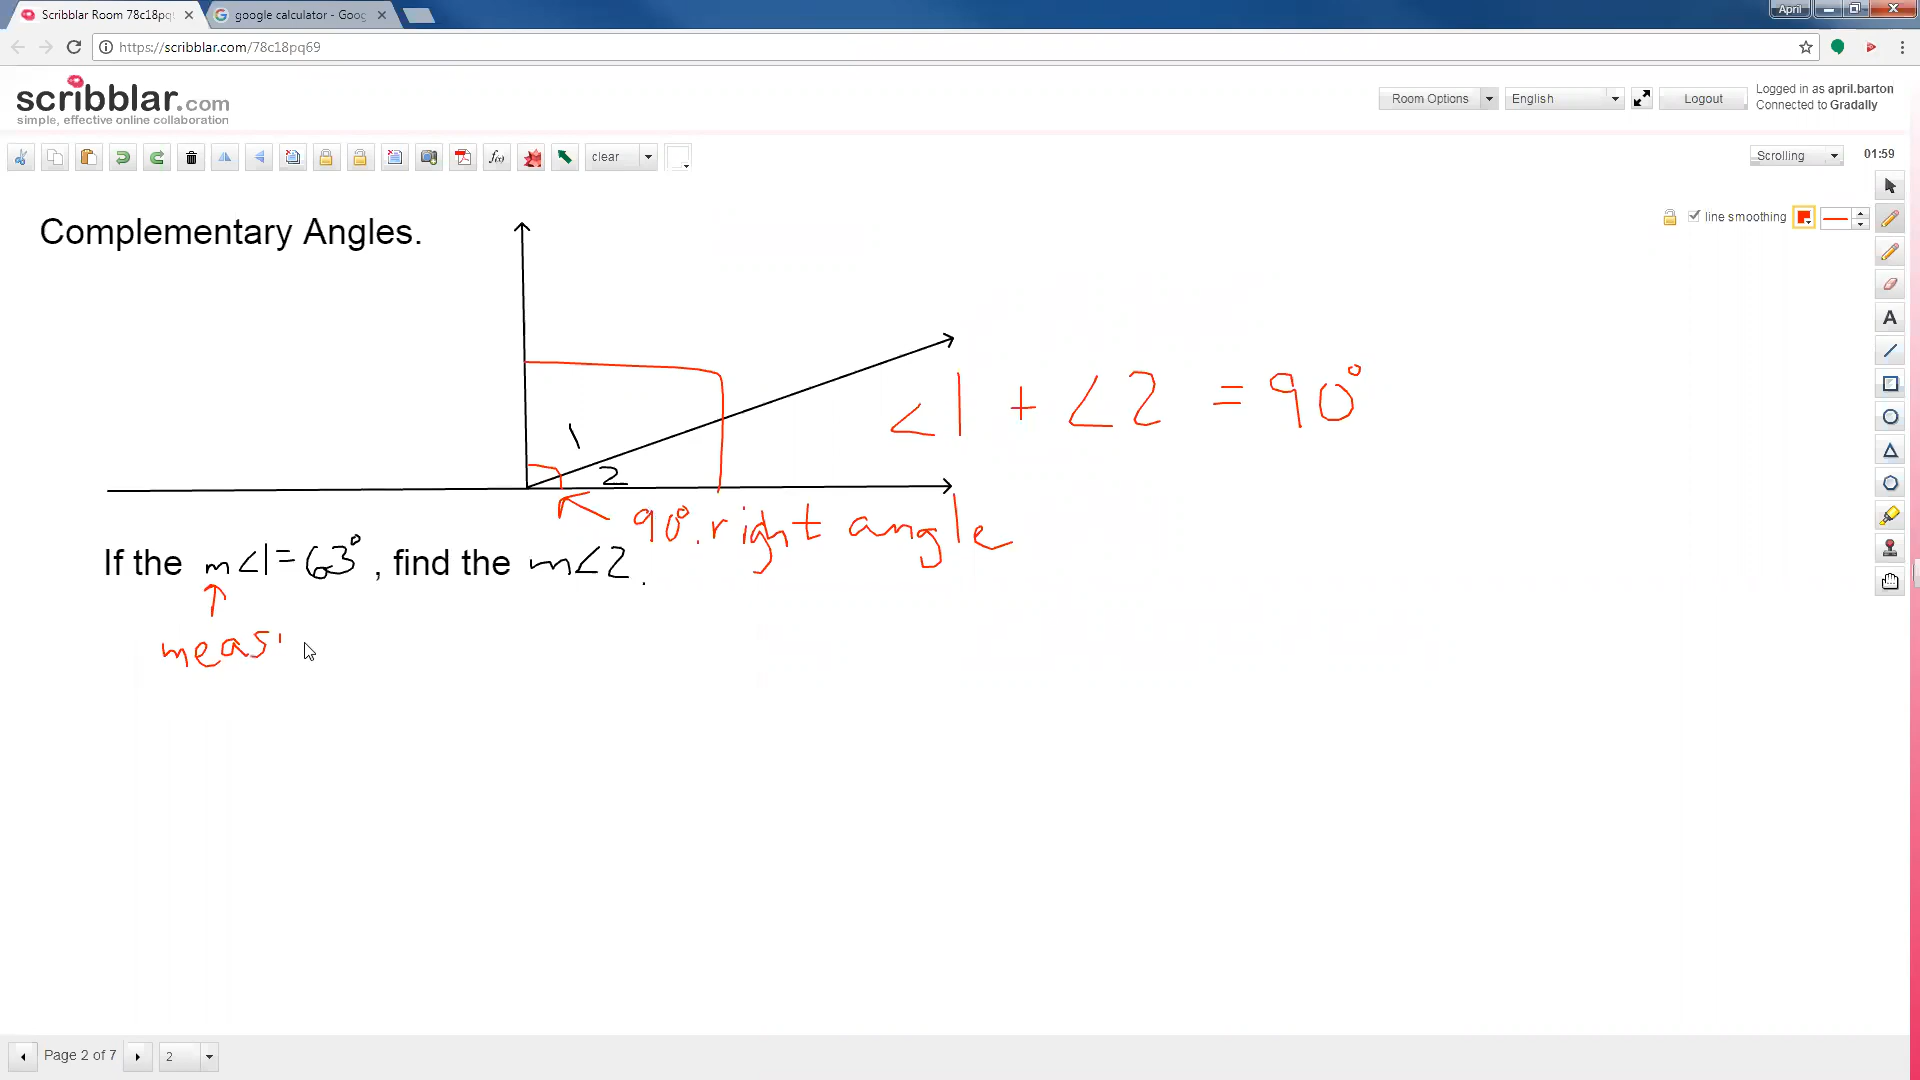 Scribblar Room 78c18pq
google calculator - Goog
April
https://scribblar.com/78c18pq69
scribblar.com
simple, effective online collaboration
Room Options
English
Logout
Logged in as april.barton
Connected to Gradally
f(x)
clear
Scrolling
01:59
line smoothing
A
Complementary Angles.
1
2
∠1 + ∠2 = 90°
90°. right angle
If the m∠1=63°, find the m∠2.
meas
Page 2 of 7
2